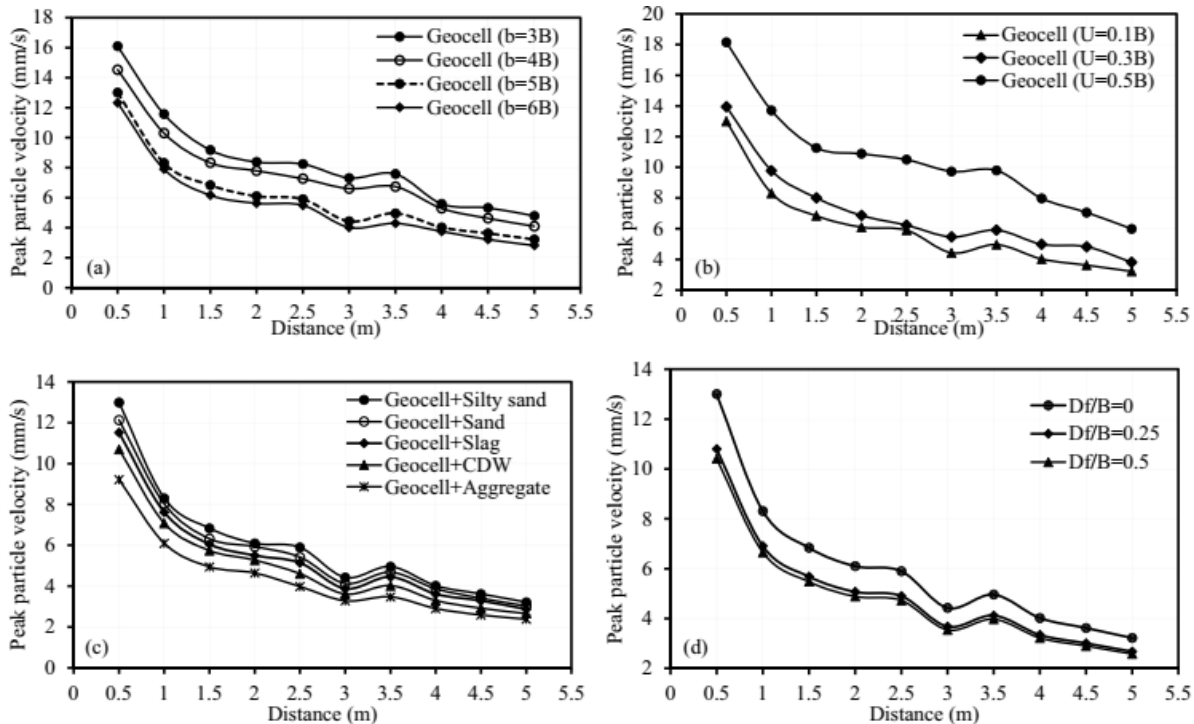 18
16
14
12
10
8
6
4
2
0
Peak particle velocity (mm/s)
Geocell (b=3B)
Geocell (b=4B)
Geocell (b=5B)
Geocell (b=6B)
(a)
0 0.5 1 1.5 2 2.5 3 3.5 4 4.5 5 5.5
Distance (m)
20
18
16
14
12
10
8
6
4
2
Peak particle velocity (mm/s)
Geocell (U=0.1B)
Geocell (U=0.3B)
Geocell (U=0.5B)
(b)
0 0.5 1 1.5 2 2.5 3 3.5 4 4.5 5 5.5
Distance (m)
14
12
10
8
6
4
2
0
Peak particle velocity (mm/s)
Geocell+Silty sand
Geocell+Sand
Geocell+Slag
Geocell+CDW
Geocell+Aggregate
(c)
0 0.5 1 1.5 2 2.5 3 3.5 4 4.5 5 5.5
Distance (m)
14
12
10
8
6
4
2
Peak particle velocity (mm/s)
Df/B=0
Df/B=0.25
Df/B=0.5
(d)
0 0.5 1 1.5 2 2.5 3 3.5 4 4.5 5 5.5
Distance (m)